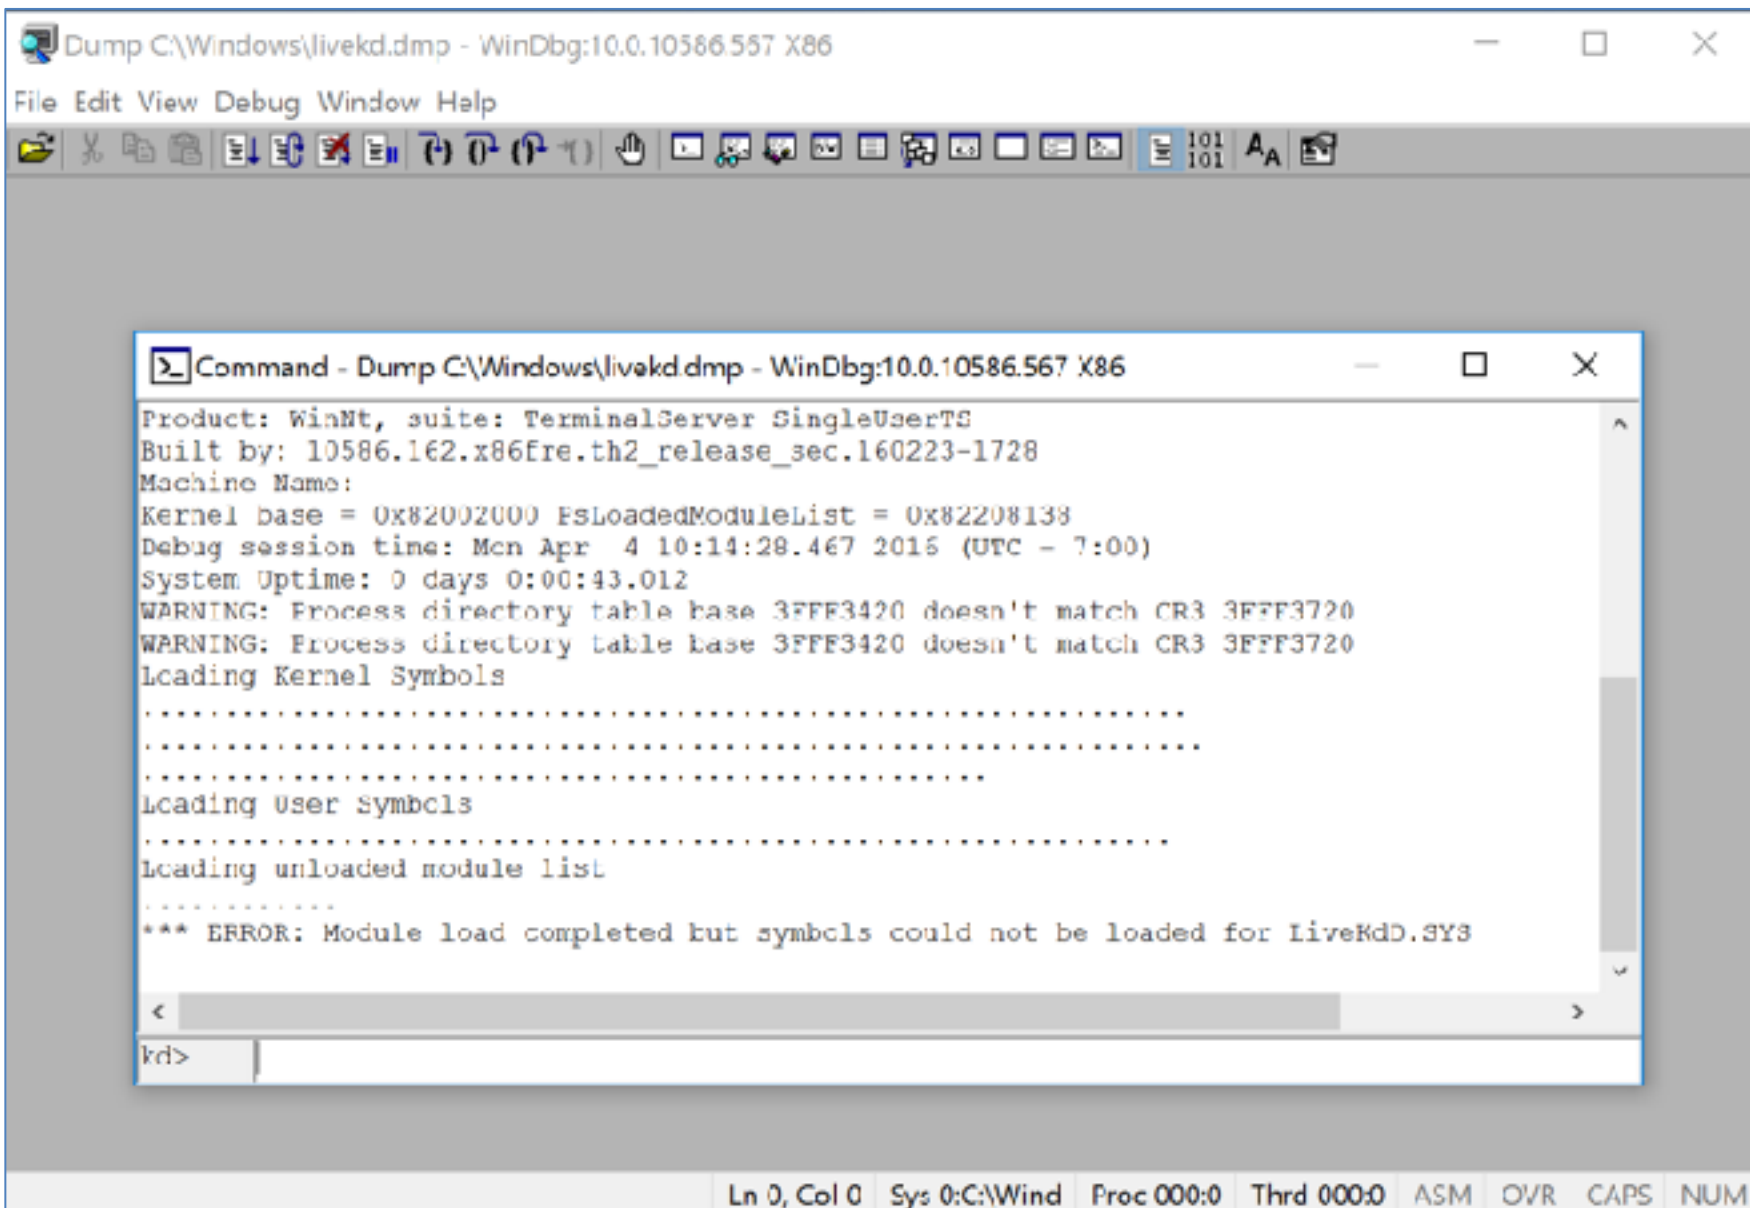 Dump C:\Windows\livekd.dmp - WinDbg:10.0.10586.567 X86
File Edit View Debug Window Help
101
101
AA
Command - Dump C:\Windows\livekd.dmp - WinDbg:10.0.10586.567 X86
Product: WinNt, suite: TerminalServer SingleUserTS
Built by: 10586.162.x86fre.th2_release_sec.160223-1728
Machine Name:
Kernel base = 0x82002000 PsLoadedModuleList = 0x82208138
Debug session time: Mon Apr  4 10:14:28.467 2016 (UTC - 7:00)
System Uptime: 0 days 0:00:43.012
WARNING: Process directory table base 3FFF3420 doesn't match CR3 3FFF3720
WARNING: Process directory table base 3FFF3420 doesn't match CR3 3FFF3720
Loading Kernel Symbols
................................................................
.................................................................
....................................................
Loading User Symbols
...............................................................
Loading unloaded module list
............
*** ERROR: Module load completed but symbols could not be loaded for LiveKdD.SYS
kd>
Ln 0, Col 0 Sys 0:C:\Wind Proc 000:0 Thrd 000:0 ASM OVR CAPS NUM